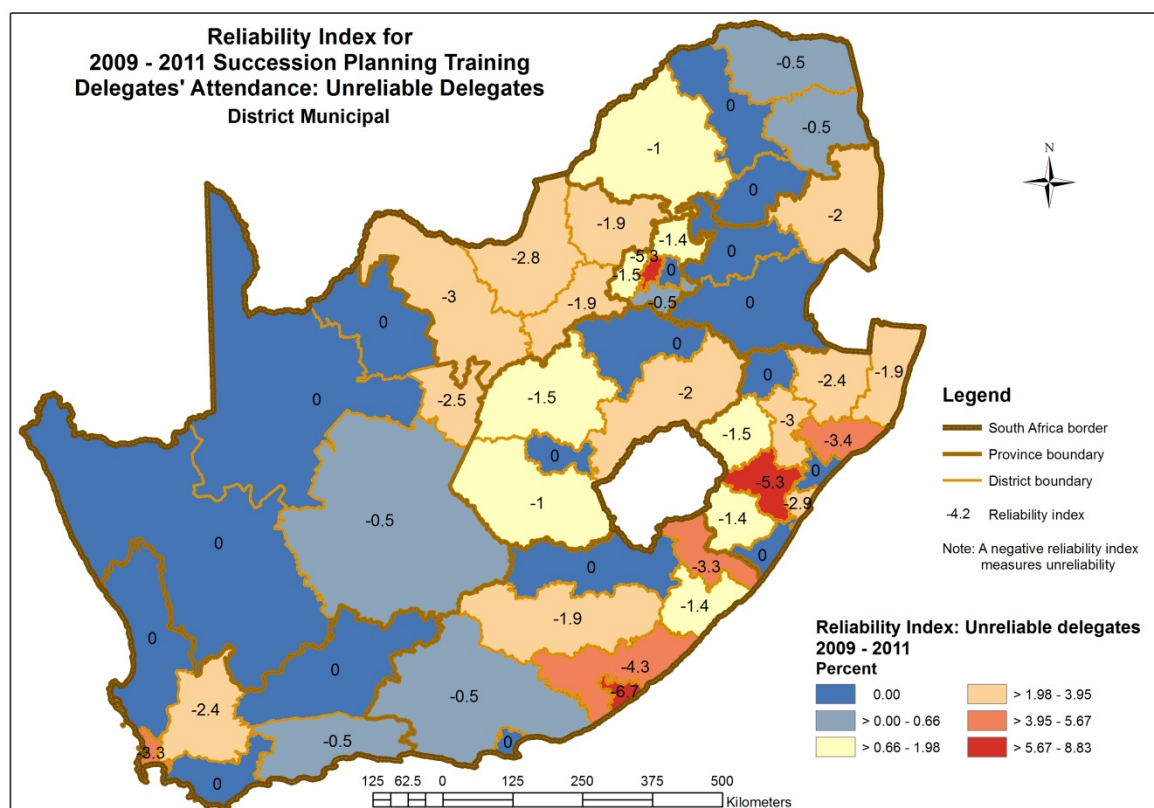 Reliability Index for
2009 - 2011 Succession Planning Training
Delegates' Attendance: Unreliable Delegates
District Municipal
N
-0.5
0
-0.5
-1
0
-2
-1.9
-1.4
0
-2.8
-5.3
-1.5
0
0
-3
-1.9
-0.5
0
0
0
-1.9
-2.4
0
-2
-2.5
-1.5
-3
-1.5
-3.4
0
0
-5.3
-2.9
-1
-1.4
-0.5
0
0
0
-3.3
-1.4
-1.9
0
0
-4.3
-6.7
-0.5
-2.4
-0.5
0
-3.3
0
Legend
South Africa border
Province boundary
District boundary
-4.2 Reliability index
Note: A negative reliability index
measures unreliability
Reliability Index: Unreliable delegates
2009 - 2011
Percent
0.00
> 0.00 - 0.66
> 0.66 - 1.98
> 1.98 - 3.95
> 3.95 - 5.67
> 5.67 - 8.83
125 62.5 0 125 250 375 500
Kilometers